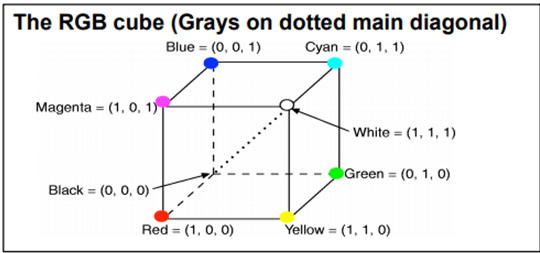 The RGB cube (Grays on dotted main diagonal)
Blue = (0, 0, 1)
Cyan = (0, 1, 1)
Magenta = (1, 0, 1)
White = (1, 1, 1)
Black = (0, 0, 0)
Green = (0, 1, 0)
Red = (1, 0, 0)
Yellow = (1, 1, 0)